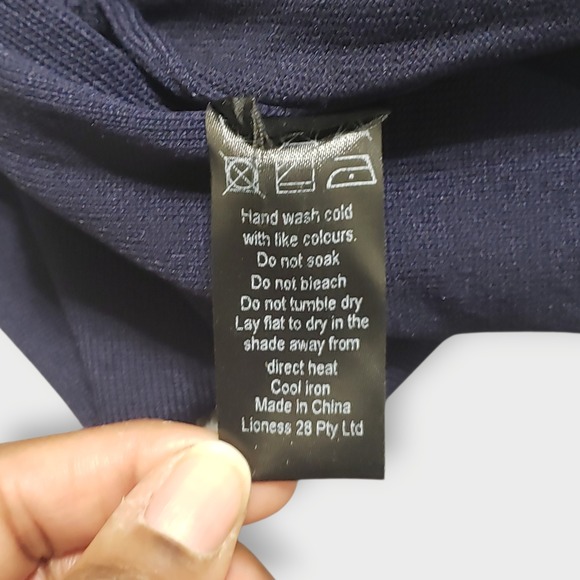 Hand wash cold
with like colours.
Do not soak
Do not bleach
Do not tumble dry
Lay flat to dry in the
shade away from
direct heat
Cool iron
Made in China
Lioness 28 Pty Ltd